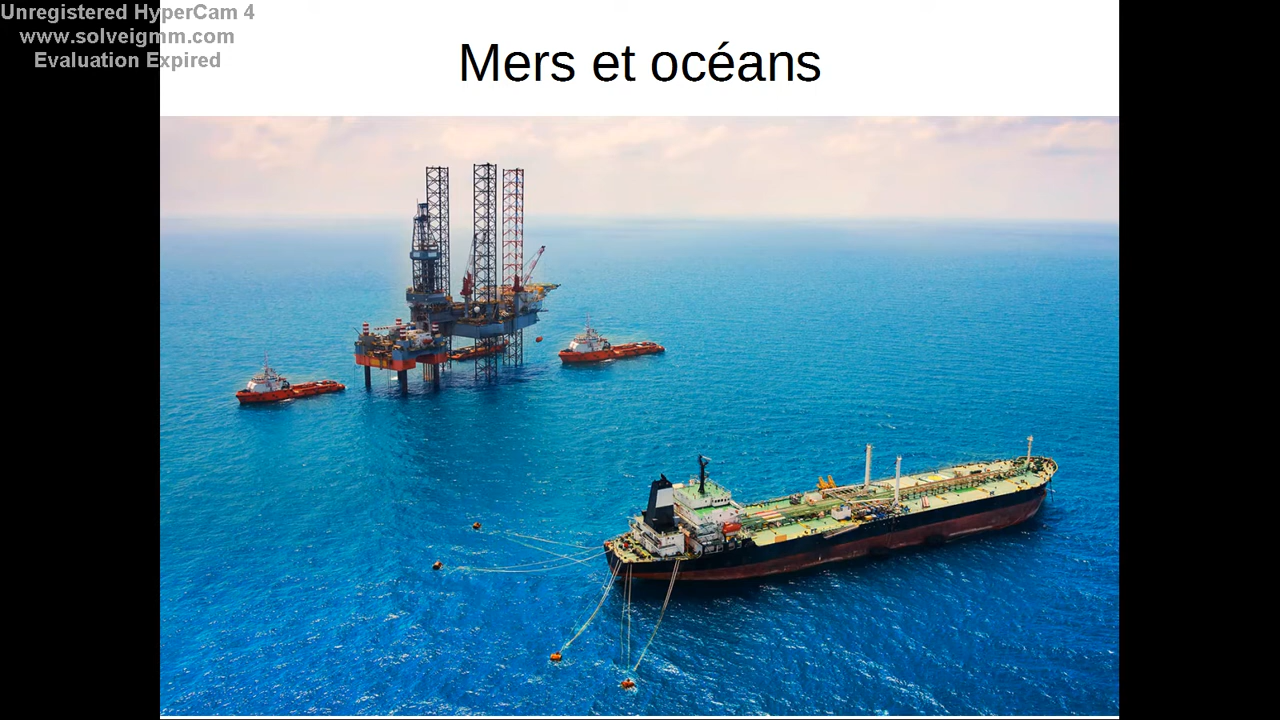 Unregistered HyperCam 4
www.solveigmm.com
Evaluation Expired
Mers et océans